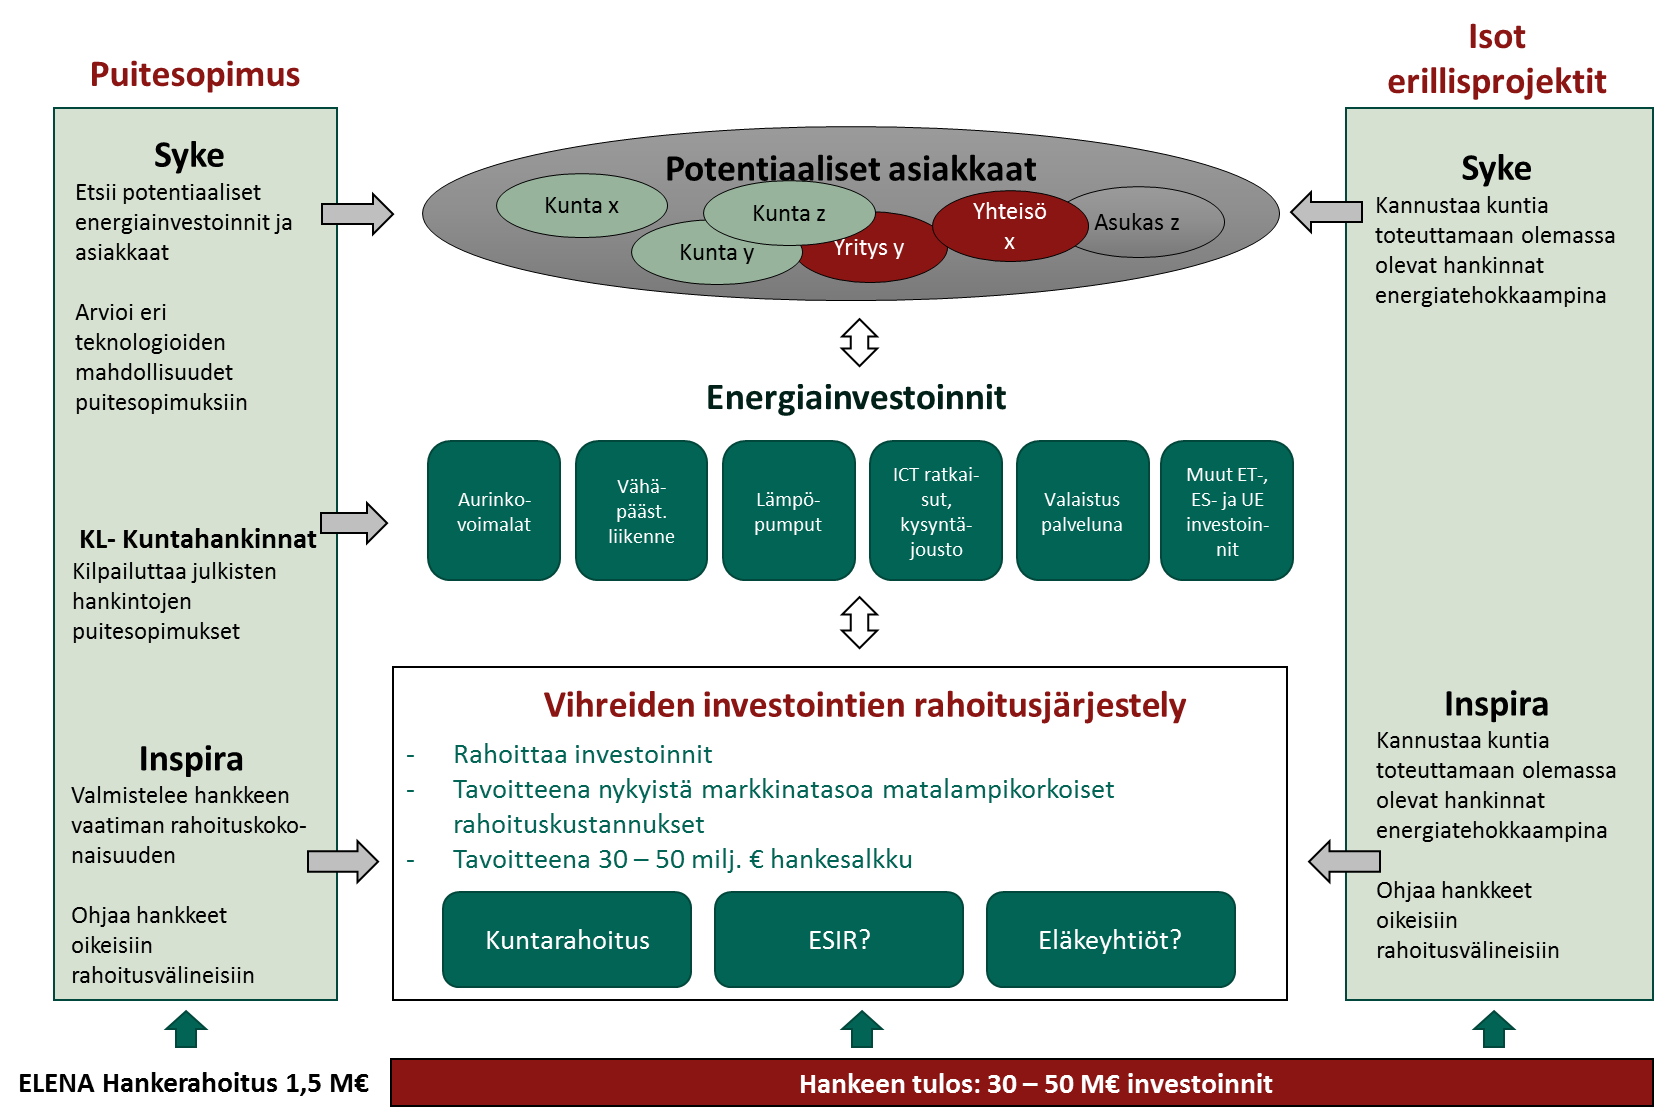 Puitesopimus
Syke
Etsii potentiaaliset
energiainvestoinnit ja
asiakkaat
Arvioi eri
teknologioiden
mahdollisuudet
puitesopimuksiin
KL- Kuntahankinnat
Kilpailuttaa julkisten
hankintojen
puitesopimukset
Inspira
Valmistelee hankkeen
vaatiman rahoituskoko-
naisuuden
Ohjaa hankkeet
oikeisiin
rahoitusvälineisiin
Potentiaaliset asiakkaat
Kunta x
Kunta z
Kunta y
Yritys y
Yhteisö
x
Asukas z
Energiainvestoinnit
Aurinko-
voimalat
Vähä-
pääst.
liikenne
Lämpö-
pumput
ICT ratkai-
sut,
kysyntä-
jousto
Valaistus
palveluna
Muut ET-,
ES- ja UE
investoin-
nit
Vihreiden investointien rahoitusjärjestely
- Rahoittaa investoinnit
- Tavoitteena nykyistä markkinatasoa matalampikorkoiset
rahoituskustannukset
- Tavoitteena 30 – 50 milj. € hankesalkku
Kuntarahoitus
ESIR?
Eläkeyhtiöt?
Isot
erillisprojektit
Syke
Kannustaa kuntia
toteuttamaan olemassa
olevat hankinnat
energiatehokkaampina
Inspira
Kannustaa kuntia
toteuttamaan olemassa
olevat hankinnat
energiatehokkaampina
Ohjaa hankkeet
oikeisiin
rahoitusvälineisiin
ELENA Hankerahoitus 1,5 M€
Hankeen tulos: 30 – 50 M€ investoinnit